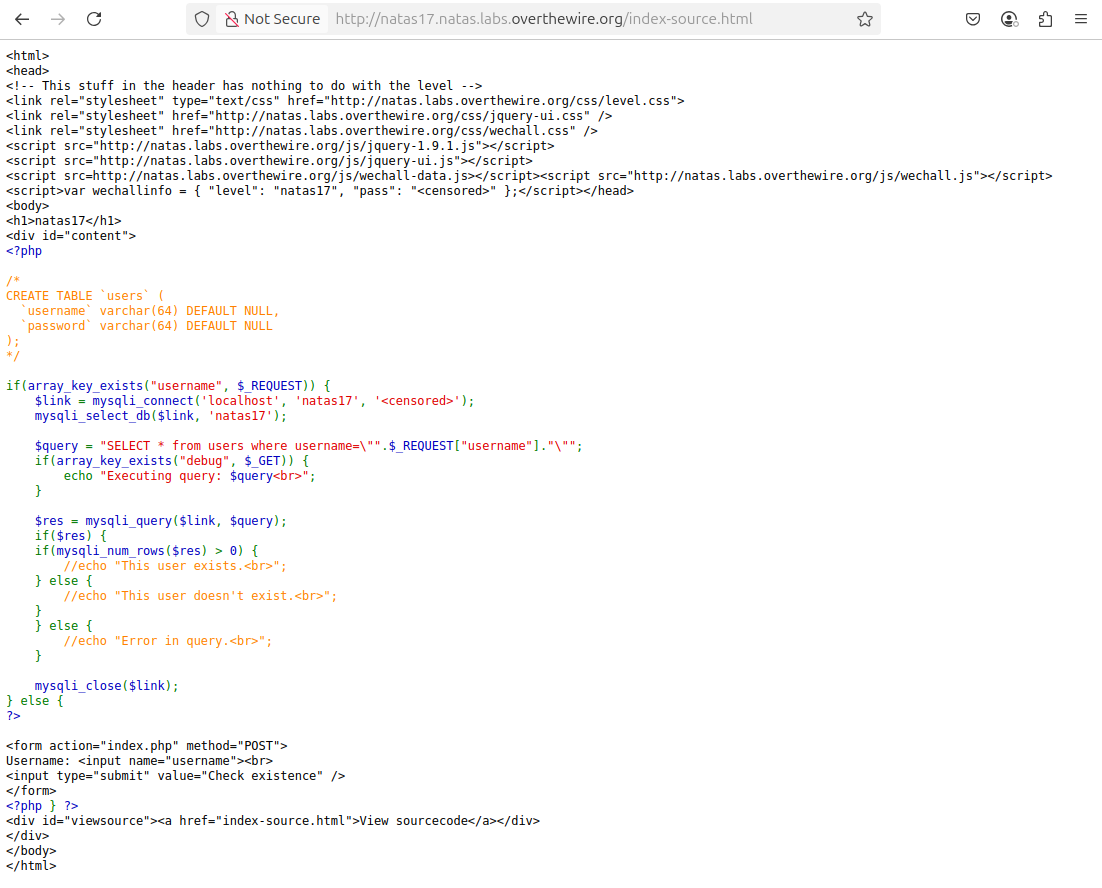 Not Secure
http://natas17.natas.labs.overthewire.org/index-source.html
<html>
<head>
<!-- This stuff in the header has nothing to do with the level -->
<link rel="stylesheet" type="text/css" href="http://natas.labs.overthewire.org/css/level.css">
<link rel="stylesheet" href="http://natas.labs.overthewire.org/css/jquery-ui.css" />
<link rel="stylesheet" href="http://natas.labs.overthewire.org/css/wechall.css" />
<script src="http://natas.labs.overthewire.org/js/jquery-1.9.1.js"></script>
<script src="http://natas.labs.overthewire.org/js/jquery-ui.js"></script>
<script src=http://natas.labs.overthewire.org/js/wechall-data.js></script><script src="http://natas.labs.overthewire.org/js/wechall.js"></script>
<script>var wechallinfo = { "level": "natas17", "pass": "<censored>" };</script></head>
<body>
<h1>natas17</h1>
<div id="content">
<?php

/*
CREATE TABLE `users` (
  `username` varchar(64) DEFAULT NULL,
  `password` varchar(64) DEFAULT NULL
);
*/

if(array_key_exists("username", $_REQUEST)) {
    $link = mysqli_connect('localhost', 'natas17', '<censored>');
    mysqli_select_db($link, 'natas17');

    $query = "SELECT * from users where username=\"".$_REQUEST["username"]."\"";
    if(array_key_exists("debug", $_GET)) {
        echo "Executing query: $query<br>";
    }

    $res = mysqli_query($link, $query);
    if($res) {
    if(mysqli_num_rows($res) > 0) {
        //echo "This user exists.<br>";
    } else {
        //echo "This user doesn't exist.<br>";
    }
    } else {
        //echo "Error in query.<br>";
    }

    mysqli_close($link);
} else {
?>

<form action="index.php" method="POST">
Username: <input name="username"><br>
<input type="submit" value="Check existence" />
</form>
<?php } ?>
<div id="viewsource"><a href="index-source.html">View sourcecode</a></div>
</div>
</body>
</html>